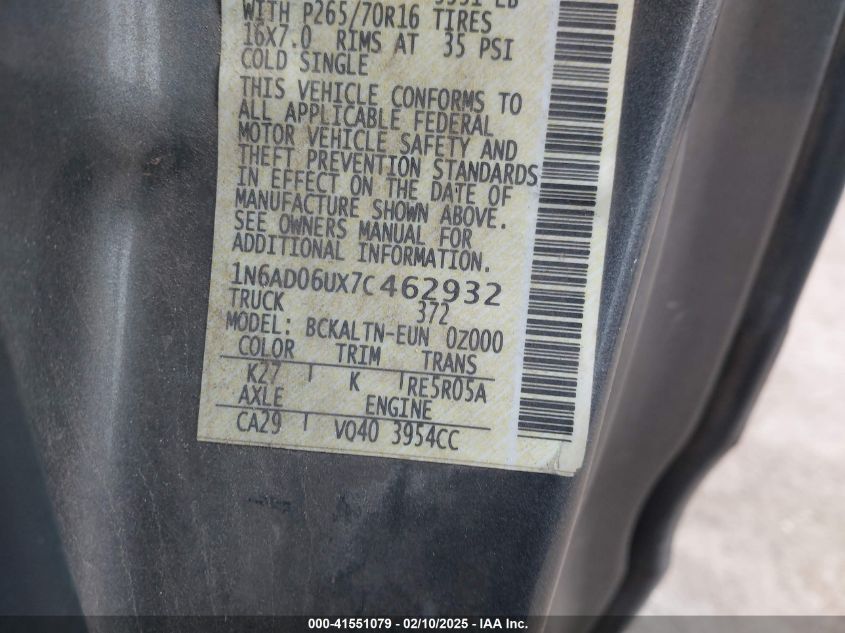 WITH P265/70R16 TIRES
16X7.0 RIMS AT 35 PSI
COLD SINGLE
THIS VEHICLE CONFORMS TO
ALL APPLICABLE FEDERAL
MOTOR VEHICLE SAFETY AND
THEFT PREVENTION STANDARDS
IN EFFECT ON THE DATE OF
MANUFACTURE SHOWN ABOVE.
SEE OWNERS MANUAL FOR
ADDITIONAL INFORMATION.
1N6AD06UX7C462932
TRUCK 372
MODEL: BCKALTN-EUN 0Z000
COLOR TRIM TRANS
K27 K RE5R05A
AXLE ENGINE
CA29 VQ40 3954CC
000-41551079 - 02/10/2025 - IAA Inc.